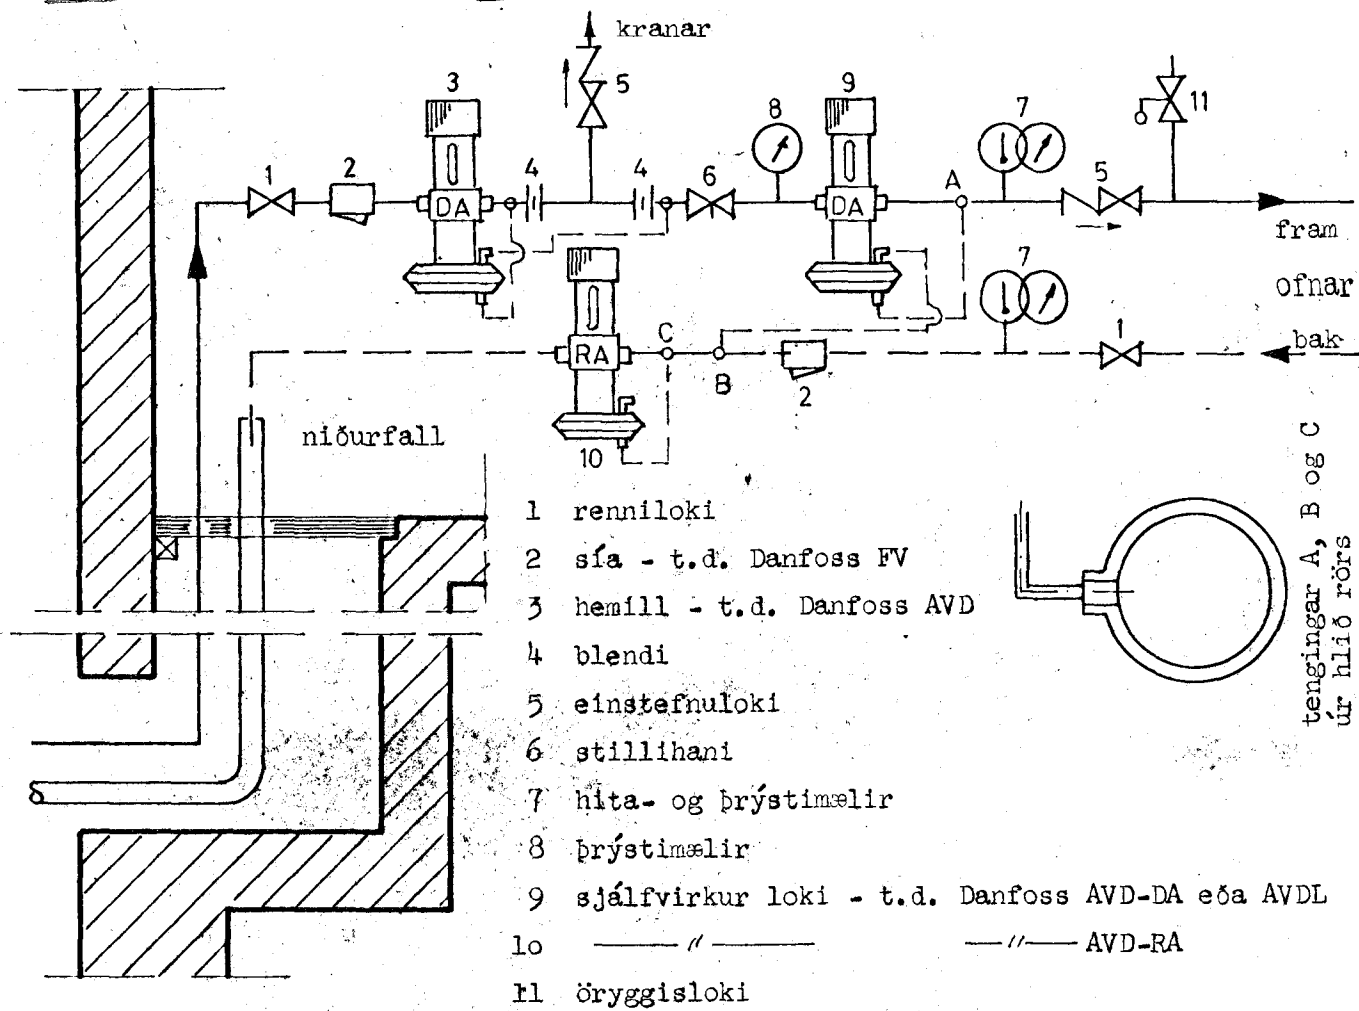 kranar
3
5
9
8
7
11
1
2
4
4
6
A
5
DA
DA
fram
7
ofnar
RA
C
B
2
1
bak
niðurfall
10
1 renniloki
2 sía - t.d. Danfoss FV
3 hemill - t.d. Danfoss AVD
4 blendi
5 einstefnuloki
6 stillihani
7 hita- og þrýstimælir
8 þrýstimælir
9 sjálfvirkur loki - t.d. Danfoss AVD-DA eða AVDL
10 — 〃 — — 〃 — AVD-RA
11 öryggisloki
tengingar A, B og C
úr hlið rörs